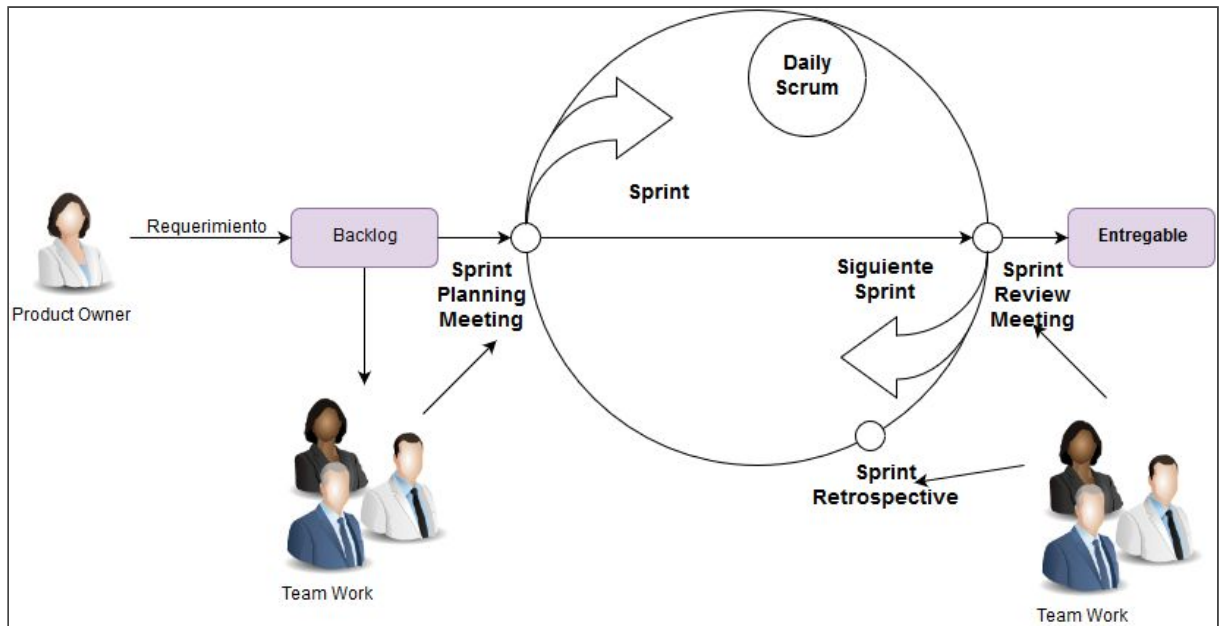 Daily
Scrum
Sprint
Requerimiento
Backlog
Entregable
Sprint
Planning
Meeting
Siguiente
Sprint
Sprint
Review
Meeting
Product Owner
Sprint
Retrospective
Team Work
Team Work